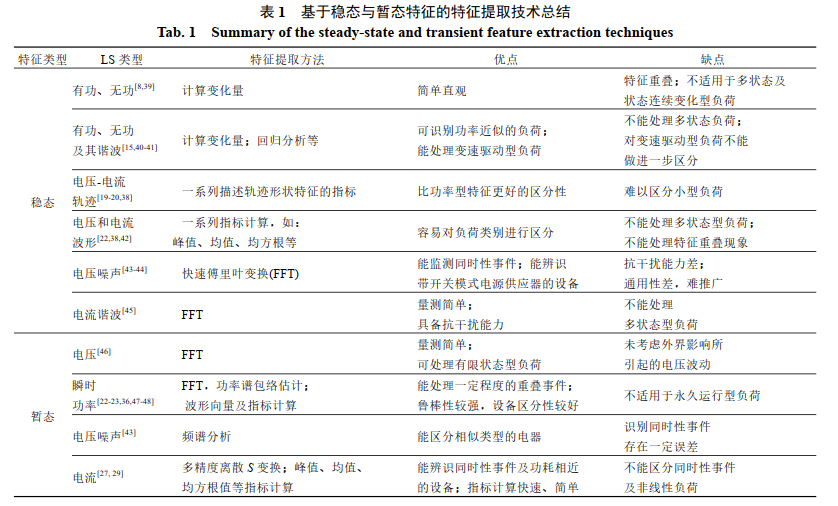 表 1 基于稳态与暂态特征的特征提取技术总结
Tab. 1 Summary of the steady-state and transient feature extraction techniques
特征类型 LS 类型 特征提取方法 优点 缺点
稳态
有功、无功[8,39] 计算变化量 简单直观 特征重叠；不适用于多状态及
状态连续变化型负荷
有功、无功
及其谐波[15,40-41] 计算变化量；回归分析等 可识别功率近似的负荷；
能处理变速驱动型负荷 不能处理多状态负荷；
对变速驱动型负荷不能
做进一步区分
电压-电流
轨迹[19-20,38] 一系列描述轨迹形状特征的指标 比功率型特征更好的区分性 难以区分小型负荷
电压和电流
波形[22,38,42] 一系列指标计算，如：
峰值、均值、均方根等 容易对负荷类别进行区分 不能处理多状态型负荷；
不能处理特征重叠现象
电压噪声[43-44] 快速傅里叶变换(FFT) 能监测同时性事件；能辨识
带开关模式电源供应器的设备 抗干扰能力差；
通用性差，难推广
电流谐波[45] FFT 量测简单；
具备抗干扰能力 不能处理
多状态型负荷
暂态
电压[46] FFT 量测简单；
可处理有限状态型负荷 未考虑外界影响所
引起的电压波动
瞬时
功率[22-23,36,47-48] FFT，功率谱包络估计；
波形向量及指标计算 能处理一定程度的重叠事件；
鲁棒性较强，设备区分性较好 不适用于永久运行型负荷
电压噪声[43] 频谱分析 能区分相似类型的电器 识别同时性事件
存在一定误差
电流[27, 29] 多精度离散 S 变换；峰值、均值、
均方根值等指标计算 能辨识同时性事件及功耗相近
的设备；指标计算快速、简单 不能区分同时性事件
及非线性负荷